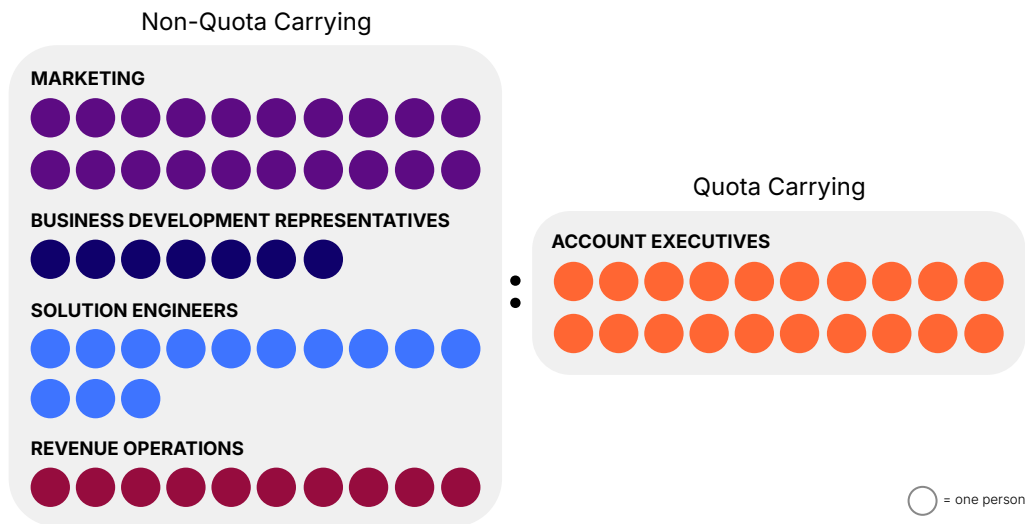 Non-Quota Carrying
MARKETING
BUSINESS DEVELOPMENT REPRESENTATIVES
SOLUTION ENGINEERS
REVENUE OPERATIONS
:
Quota Carrying
ACCOUNT EXECUTIVES
= one person